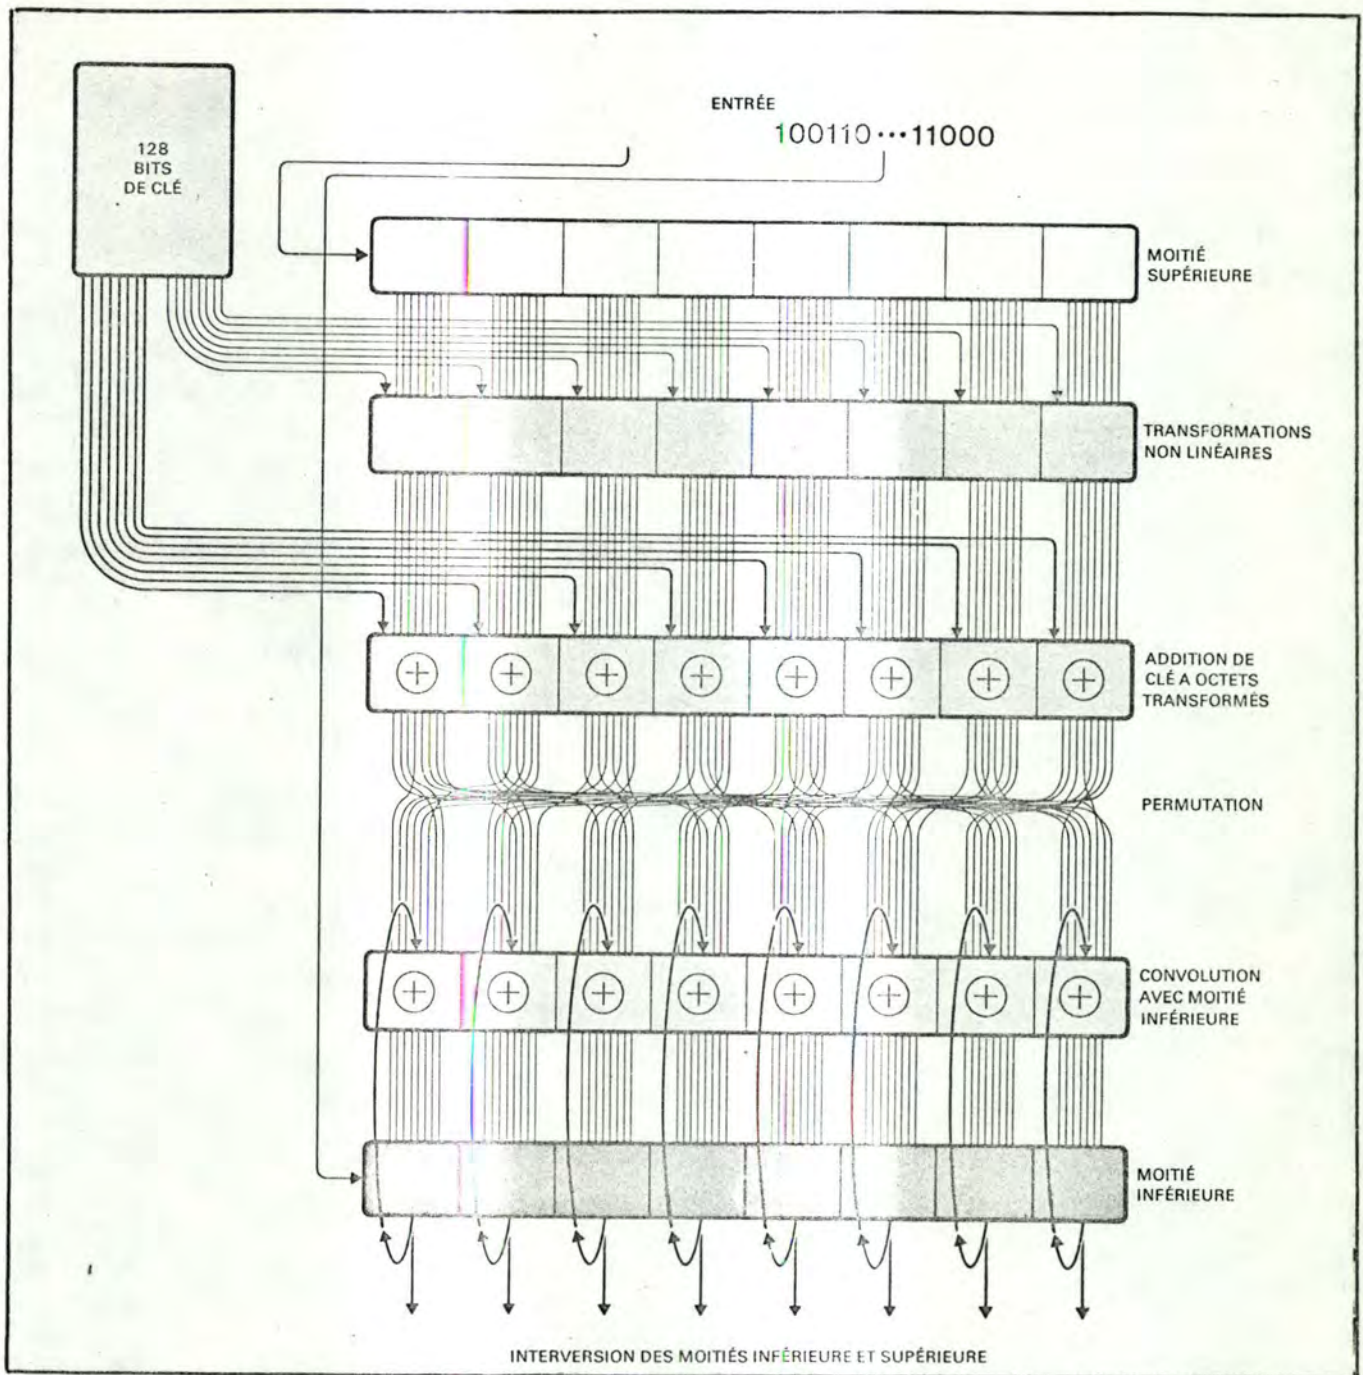 ENTRÉE
100110•••11000
128
BITS
DE CLÉ
MOITIÉ
SUPÉRIEURE
TRANSFORMATIONS
NON LINÉAIRES
ADDITION DE
CLÉ A OCTETS
TRANSFORMÉS
PERMUTATION
CONVOLUTION
AVEC MOITIÉ
INFÉRIEURE
MOITIÉ
INFÉRIEURE
INTERVERSION DES MOITIÉS INFÉRIEURE ET SUPÉRIEURE